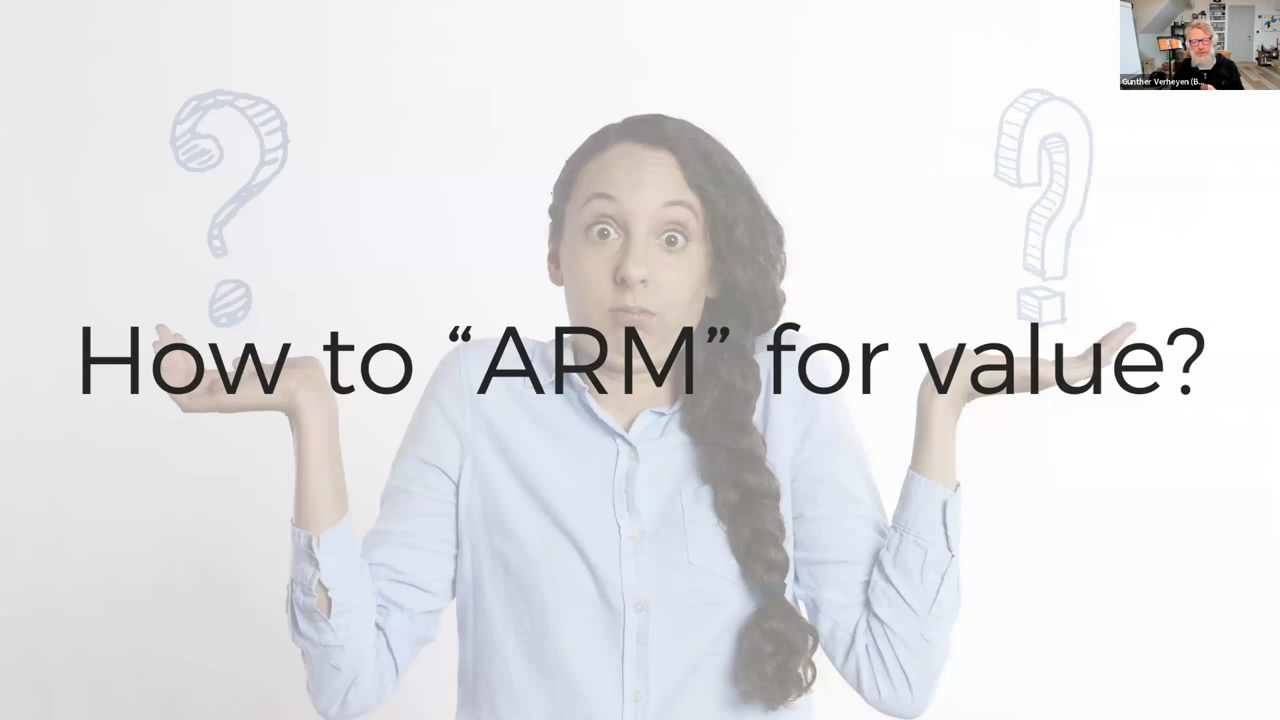 Gunther Verheyen (B...
How to “ARM” for value?